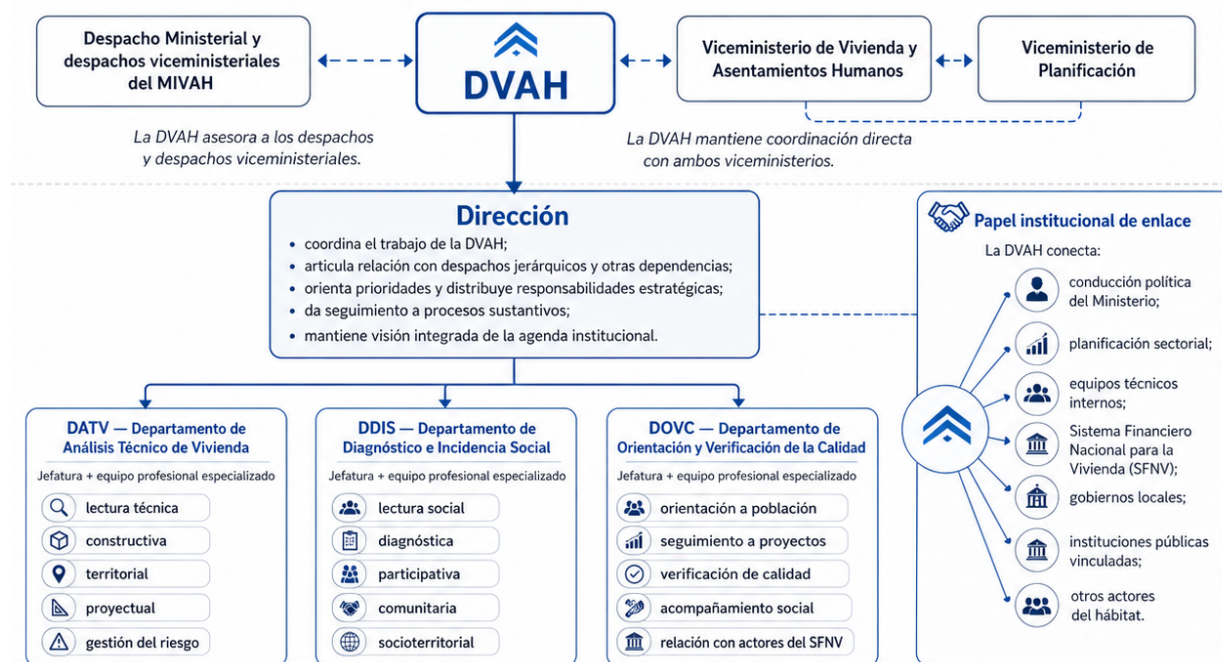 Despacho Ministerial y
despachos viceministeriales
del MIVAH
DVAH
Viceministerio de Vivienda y
Asentamientos Humanos
Viceministerio de
Planificación
La DVAH asesora a los despachos
y despachos viceministeriales.
La DVAH mantiene coordinación directa
con ambos viceministerios.
Dirección
• coordina el trabajo de la DVAH;
• articula relación con despachos jerárquicos y otras dependencias;
• orienta prioridades y distribuye responsabilidades estratégicas;
• da seguimiento a procesos sustantivos;
• mantiene visión integrada de la agenda institucional.
DATV — Departamento de
Análisis Técnico de Vivienda
Jefatura + equipo profesional especializado
lectura técnica
constructiva
territorial
proyectual
gestión del riesgo
DDIS — Departamento de
Diagnóstico e Incidencia Social
Jefatura + equipo profesional especializado
lectura social
diagnóstica
participativa
comunitaria
socioterritorial
DOVC — Departamento de
Orientación y Verificación de la Calidad
Jefatura + equipo profesional especializado
orientación a población
seguimiento a proyectos
verificación de calidad
acompañamiento social
relación con actores del SFNV
Papel institucional de enlace
La DVAH conecta:
conducción política
del Ministerio;
planificación sectorial;
equipos técnicos
internos;
Sistema Financiero
Nacional para la
Vivienda (SFNV);
gobiernos locales;
instituciones públicas
vinculadas;
otros actores
del hábitat.